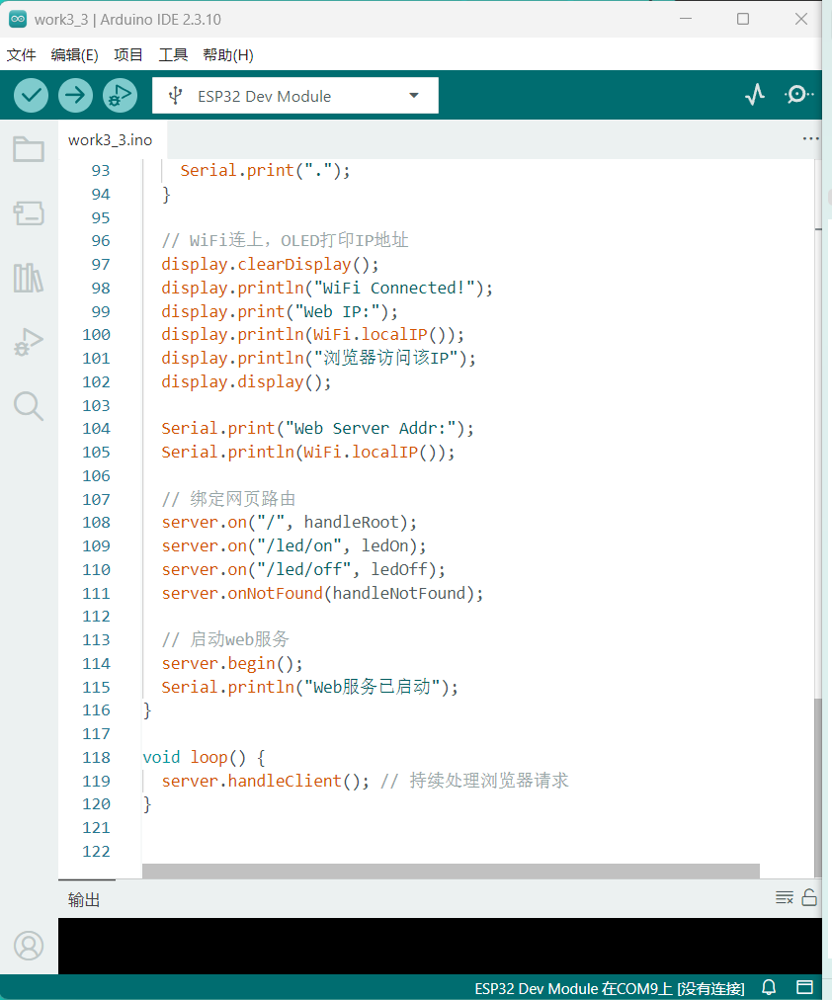 work3_3 | Arduino IDE 2.3.10
文件 编辑(E) 项目 工具 帮助(H)
ESP32 Dev Module
work3_3.ino
93 Serial.print(".");
94 }
95
96 // WiFi连上，OLED打印IP地址
97 display.clearDisplay();
98 display.println("WiFi Connected!");
99 display.print("Web IP:");
100 display.println(WiFi.localIP());
101 display.println("浏览器访问该IP");
102 display.display();
103
104 Serial.print("Web Server Addr:");
105 Serial.println(WiFi.localIP());
106
107 // 绑定网页路由
108 server.on("/", handleRoot);
109 server.on("/led/on", ledOn);
110 server.on("/led/off", ledOff);
111 server.onNotFound(handleNotFound);
112
113 // 启动web服务
114 server.begin();
115 Serial.println("Web服务已启动");
116 }
117
118 void loop() {
119 server.handleClient(); // 持续处理浏览器请求
120 }
121
122
输出
ESP32 Dev Module 在COM9上 [没有连接]